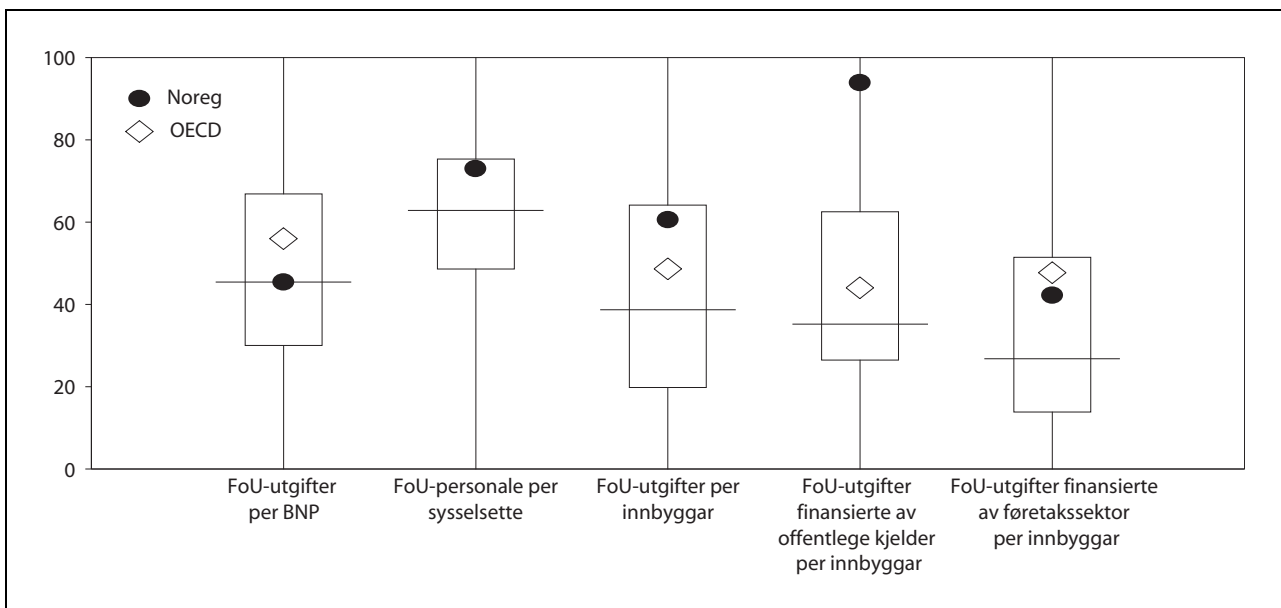 100
80
60
40
20
0
Noreg
OECD
FoU-utgifter
per BNP
FoU-personale per
sysselsette
FoU-utgifter per
innbyggar
FoU-utgifter
finansierte av
offentlege kjelder
per innbyggar
FoU-utgifter finansierte
av føretakssektor
per innbyggar